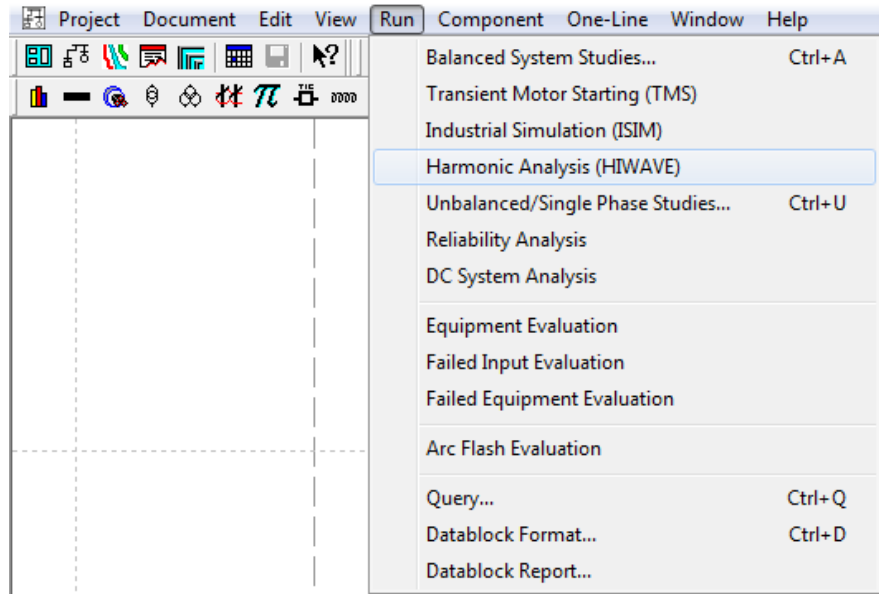 Project Document Edit View Run Component One-Line Window Help
Balanced System Studies... Ctrl+A
TIE
Transient Motor Starting (TMS)
Industrial Simulation (ISIM)
Harmonic Analysis (HIWAVE)
Unbalanced/Single Phase Studies... Ctrl+U
Reliability Analysis
DC System Analysis
Equipment Evaluation
Failed Input Evaluation
Failed Equipment Evaluation
Arc Flash Evaluation
Query... Ctrl+Q
Datablock Format... Ctrl+D
Datablock Report...